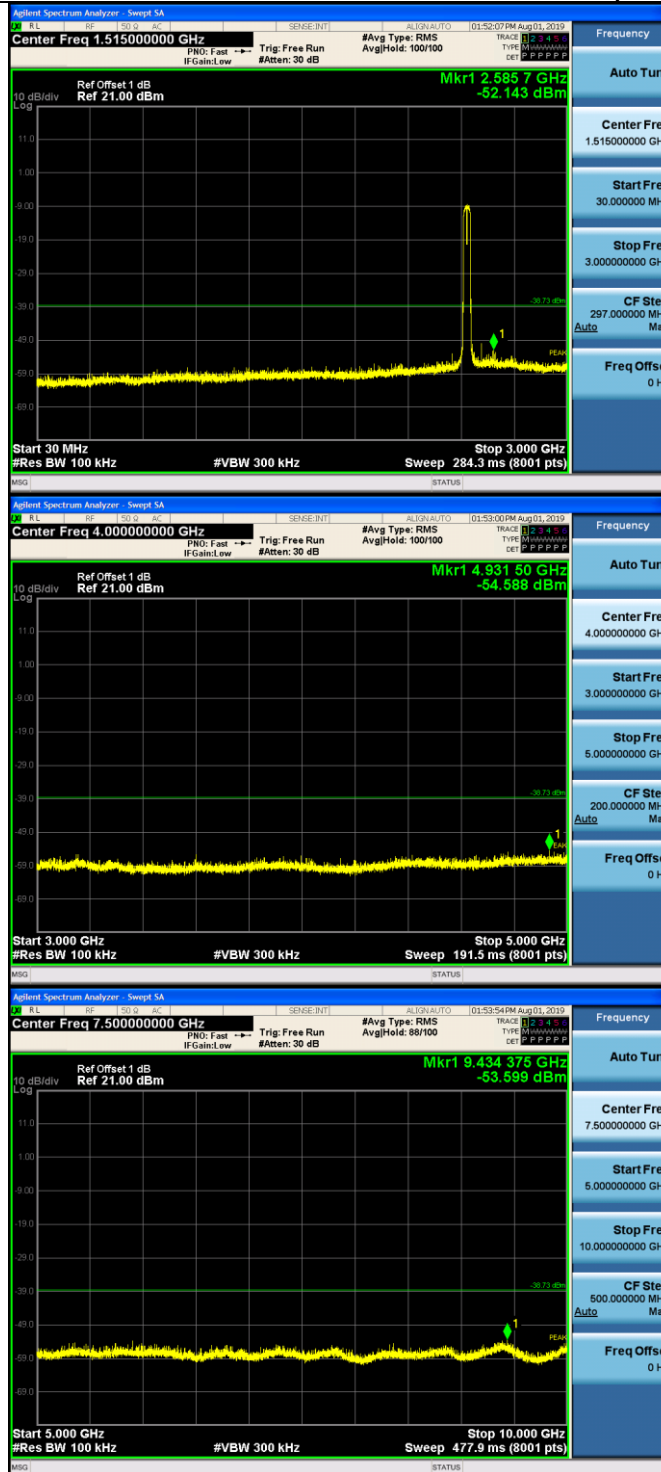 Agilent Spectrum Analyzer - Swept SA
RL RF 50 Ω AC SENSE:INT ALIGN AUTO 01:52:07 PM Aug 01, 2019
Center Freq 1.515000000 GHz #Avg Type: RMS TRACE 1 2 3 4 5 6
PNO: Fast Trig: Free Run Avg|Hold: 100/100 TYPE M W W W W W
IFGain:Low #Atten: 30 dB DET P P P P P P
Mkr1 2.585 7 GHz
Ref Offset 1 dB
10 dB/div Ref 21.00 dBm -52.143 dBm
Log
11.0
1.00
-9.00
-19.0
-29.0
-38.73 dBm
-39.0
1
-49.0
PEAK
-59.0
-69.0
Start 30 MHz Stop 3.000 GHz
#Res BW 100 kHz #VBW 300 kHz Sweep 284.3 ms (8001 pts)
MSG STATUS
Frequency
Auto Tun
Center Fre
1.515000000 GH
Start Fre
30.000000 MH
Stop Fre
3.000000000 GH
CF Ste
297.000000 MH
Auto Ma
Freq Offse
0 H
Agilent Spectrum Analyzer - Swept SA
RL RF 50 Ω AC SENSE:INT ALIGN AUTO 01:53:00 PM Aug 01, 2019
Center Freq 4.000000000 GHz #Avg Type: RMS TRACE 1 2 3 4 5 6
PNO: Fast Trig: Free Run Avg|Hold: 100/100 TYPE M W W W W W
IFGain:Low #Atten: 30 dB DET P P P P P P
Mkr1 4.931 50 GHz
Ref Offset 1 dB
10 dB/div Ref 21.00 dBm -54.588 dBm
Log
11.0
1.00
-9.00
-19.0
-29.0
-38.73 dBm
-39.0
1
-49.0
PEAK
-59.0
-69.0
Start 3.000 GHz Stop 5.000 GHz
#Res BW 100 kHz #VBW 300 kHz Sweep 191.5 ms (8001 pts)
MSG STATUS
Frequency
Auto Tun
Center Fre
4.000000000 GH
Start Fre
3.000000000 GH
Stop Fre
5.000000000 GH
CF Ste
200.000000 MH
Auto Ma
Freq Offse
0 H
Agilent Spectrum Analyzer - Swept SA
RL RF 50 Ω AC SENSE:INT ALIGN AUTO 01:53:54 PM Aug 01, 2019
Center Freq 7.500000000 GHz #Avg Type: RMS TRACE 1 2 3 4 5 6
PNO: Fast Trig: Free Run Avg|Hold: 88/100 TYPE M W W W W W
IFGain:Low #Atten: 30 dB DET P P P P P P
Mkr1 9.434 375 GHz
Ref Offset 1 dB
10 dB/div Ref 21.00 dBm -53.599 dBm
Log
11.0
1.00
-9.00
-19.0
-29.0
-38.73 dBm
-39.0
1
-49.0
PEAK
-59.0
-69.0
Start 5.000 GHz Stop 10.000 GHz
#Res BW 100 kHz #VBW 300 kHz Sweep 477.9 ms (8001 pts)
MSG STATUS
Frequency
Auto Tun
Center Fre
7.500000000 GH
Start Fre
5.000000000 GH
Stop Fre
10.000000000 GH
CF Ste
500.000000 MH
Auto Ma
Freq Offse
0 H